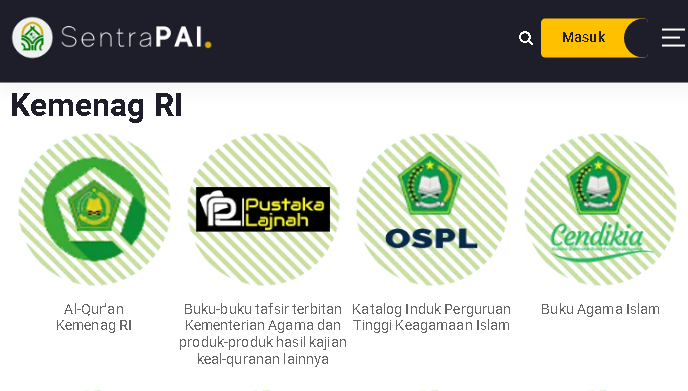 SentraPAI.
Masuk
Kemenag RI
Pustaka
Lajnah
OSPL
Cendikia
Al-Qur'an
Kemenag RI
Buku-buku tafsir terbitan
Kementerian Agama dan
produk-produk hasil kajian
keal-quranan lainnya
Katalog Induk Perguruan
Tinggi Keagamaan Islam
Buku Agama Islam